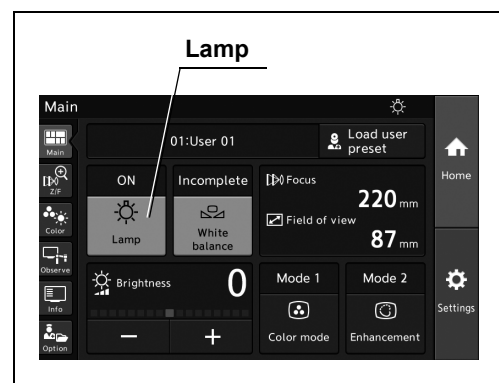 Lamp
Main
Main
01:User 01
Load user
preset
Home
Z/F
ON
Incomplete
Focus
220 mm
Lamp
White
balance
Field of view
87 mm
Color
Observe
Brightness
0
Mode 1
Mode 2
Settings
Info
Color mode
Enhancement
Option
− +